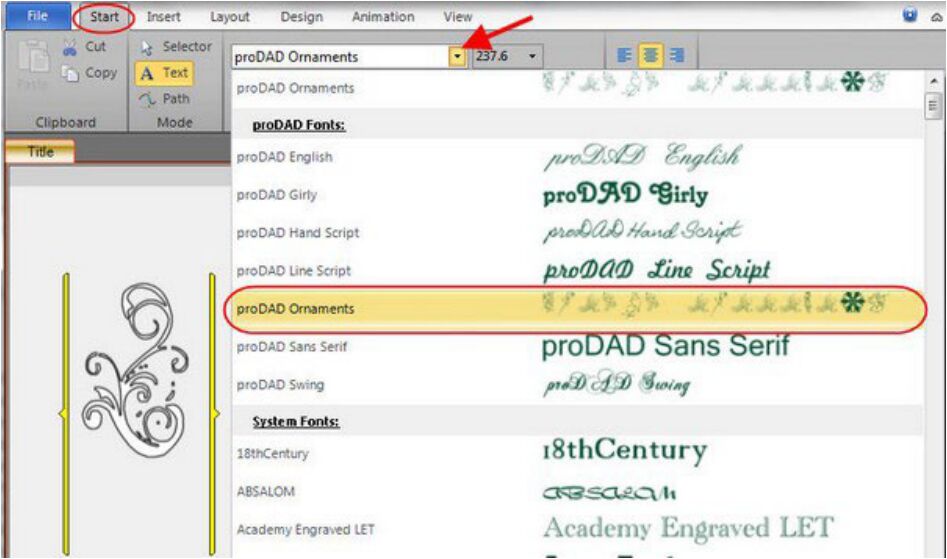 File Start Insert Layout Design Animation View
Cut Selector
Copy Text
Paste Path
Clipboard Mode
proDAD Ornaments 237.6
Title
proDAD Ornaments
proDAD Fonts:
proDAD English proDAD English
proDAD Girly proDAD Girly
proDAD Hand Script proDAD Hand Script
proDAD Line Script proDAD Line Script
proDAD Ornaments
proDAD Sans Serif proDAD Sans Serif
proDAD Swing proDAD Swing
System Fonts:
18thCentury 18thCentury
ABSALOM ABSALOM
Academy Engraved LET Academy Engraved LET